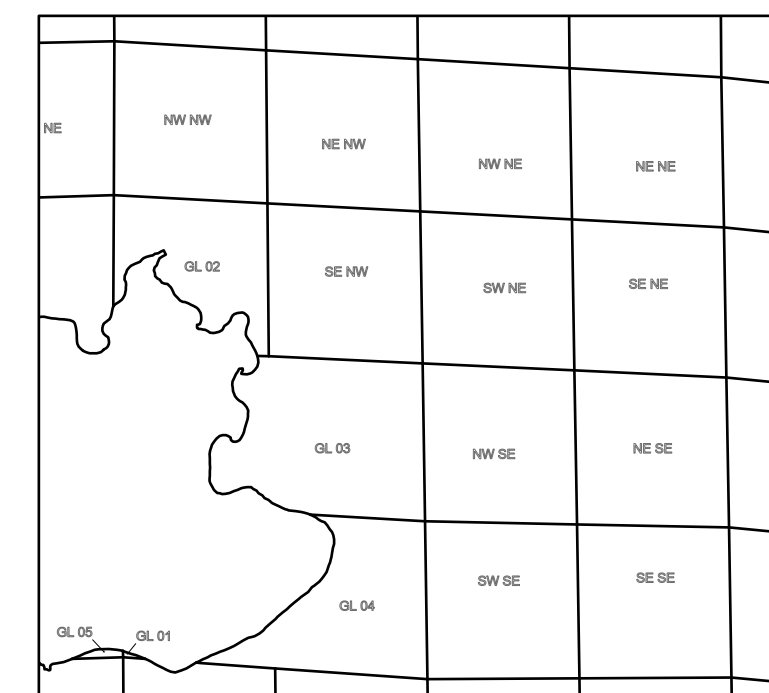 NE
NW NW
NE NW
NW NE
NE NE
GL 02
SE NW
SW NE
SE NE
GL 03
NW SE
NE SE
GL 04
SW SE
SE SE
GL 05
GL 01